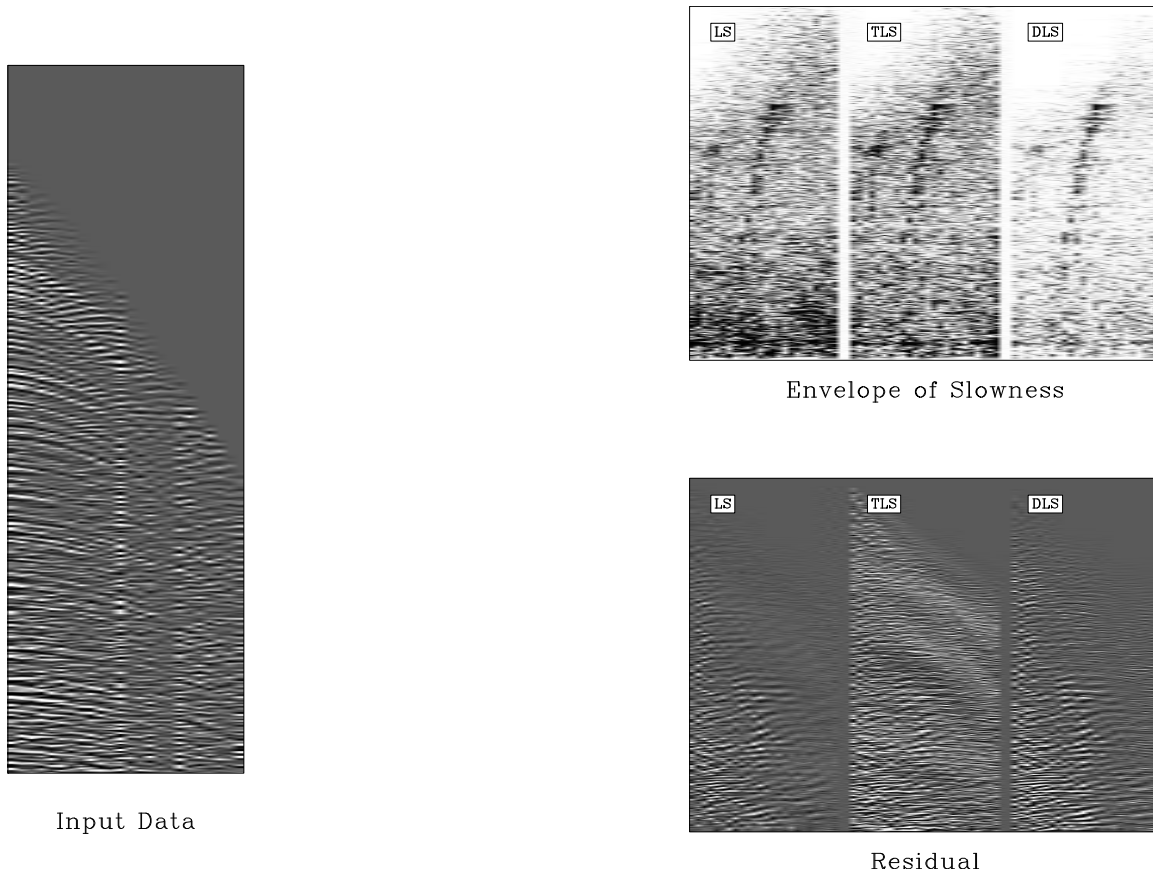 LS TLS DLS
Envelope of Slowness
LS TLS DLS
Input Data
Residual